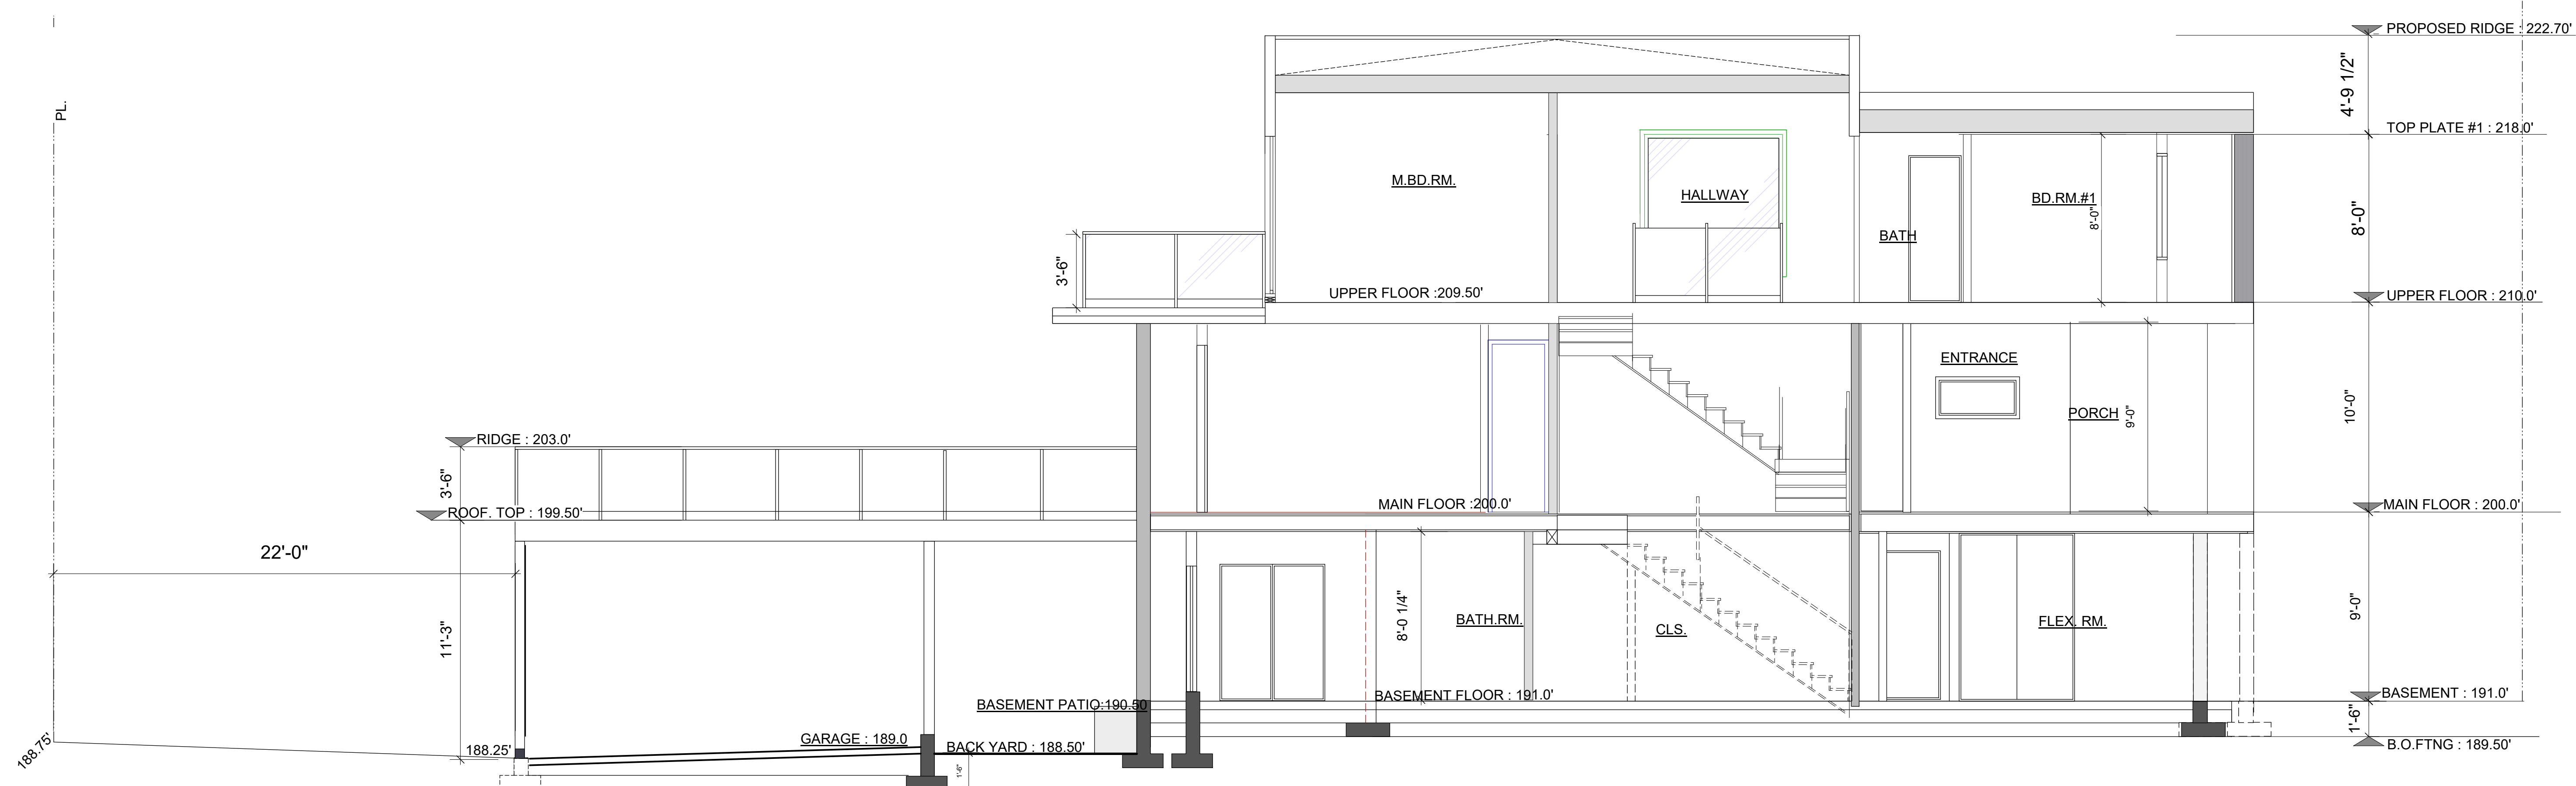 PROPOSED RIDGE : 222.70'
4'-9 1/2"
PL.
TOP PLATE #1 : 218.0'
M.BD.RM.
HALLWAY
BD.RM.#1
8'-0"
8'-0"
BATH
3'-6"
UPPER FLOOR :209.50'
UPPER FLOOR : 210.0'
ENTRANCE
PORCH
9'-0"
10'-0"
RIDGE : 203.0'
3'-6"
ROOF. TOP : 199.50'
MAIN FLOOR :200.0'
MAIN FLOOR : 200.0'
22'-0"
11'-3"
8'-0 1/4"
BATH.RM.
CLS.
FLEX. RM.
9'-0"
BASEMENT FLOOR : 191.0'
BASEMENT : 191.0'
BASEMENT PATIO:190.50
1'-6"
188.75'
188.25'
GARAGE : 189.0
BACK YARD : 188.50'
B.O.FTNG : 189.50'
1'-6"